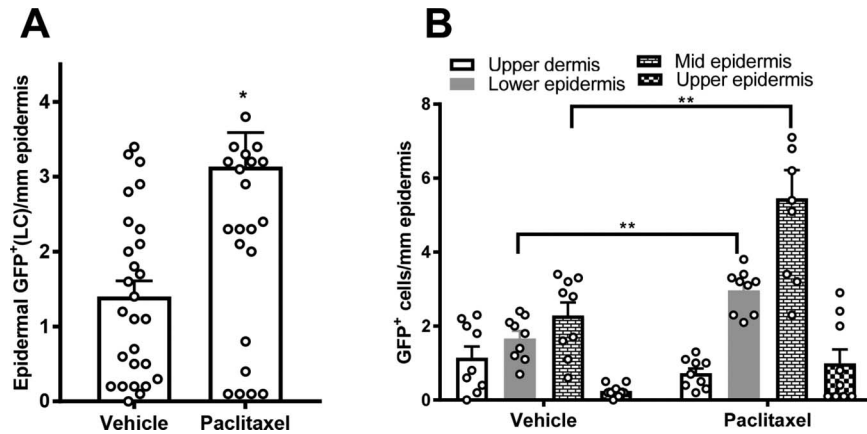 A
Epidermal GFP⁺(LC)/mm epidermis
4
3
2
1
0
*
Vehicle Paclitaxel
B
Upper dermis Mid epidermis
Lower epidermis Upper epidermis
GFP⁺ cells/mm epidermis
8
6
4
2
0
**
**
Vehicle Paclitaxel